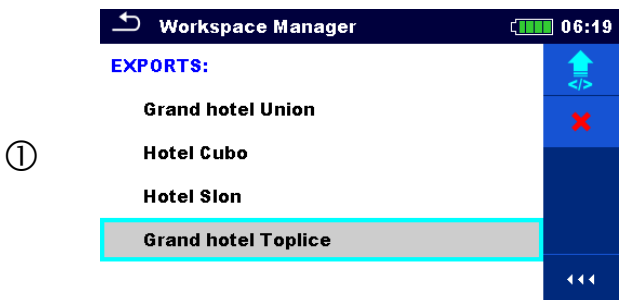 Workspace Manager 06:19
EXPORTS:
</>
Grand hotel Union
①
Hotel Cubo
Hotel Slon
Grand hotel Toplice